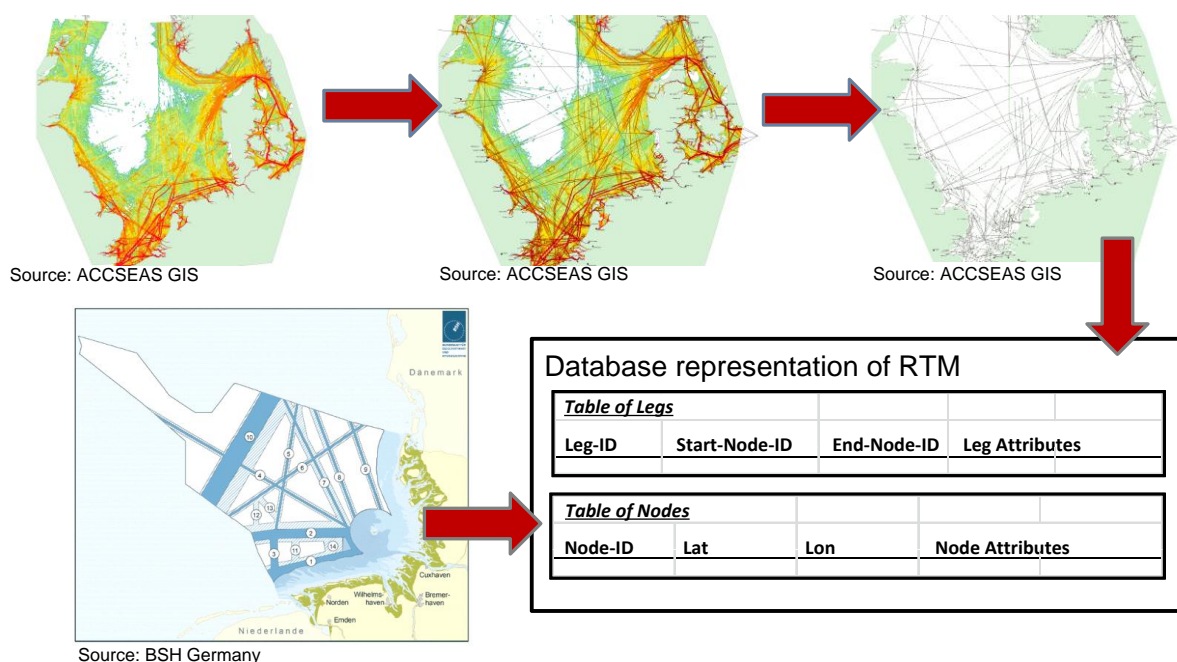 Source: ACCSEAS GIS
Source: ACCSEAS GIS
Source: ACCSEAS GIS
Database representation of RTM
Table of Legs
Leg-ID Start-Node-ID End-Node-ID Leg Attributes
Table of Nodes
Node-ID Lat Lon Node Attributes
Dänemark
10
5
4
6
7
8
9
13
12
2
3
11
14
1
Cuxhaven
Norden
Wilhelms-
haven
Bremer-
haven
Emden
Niederlande
Source: BSH Germany